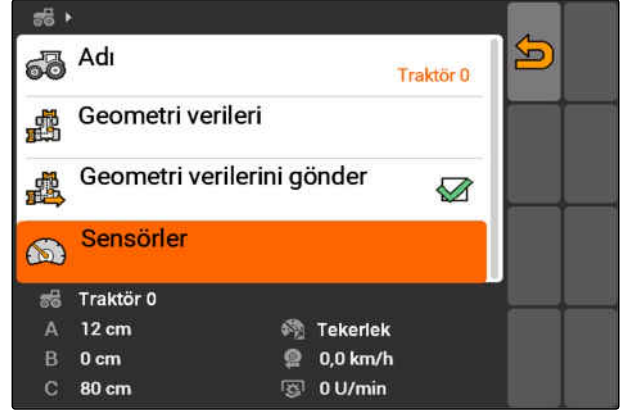 Adı
Traktör 0
Geometri verileri
Geometri verilerini gönder
Sensörler
Traktör 0
A 12 cm Tekerlek
B 0 cm 0,0 km/h
C 80 cm 0 U/min